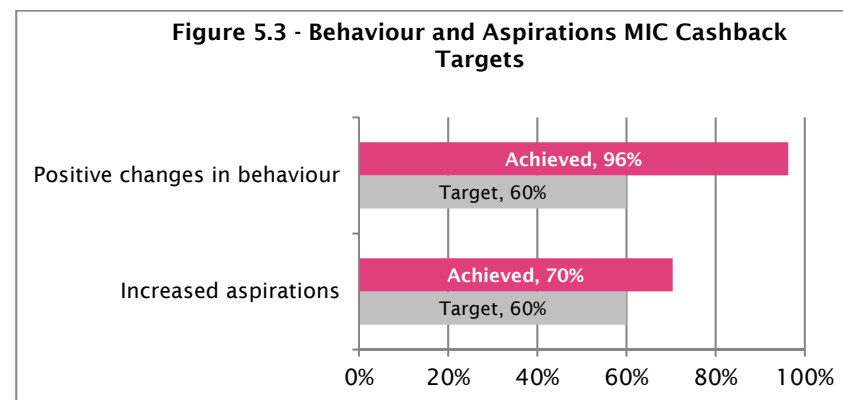 Figure 5.3 - Behaviour and Aspirations MIC Cashback
Targets
Positive changes in behaviour
Achieved, 96%
Target, 60%
Increased aspirations
Achieved, 70%
Target, 60%
0% 20% 40% 60% 80% 100%